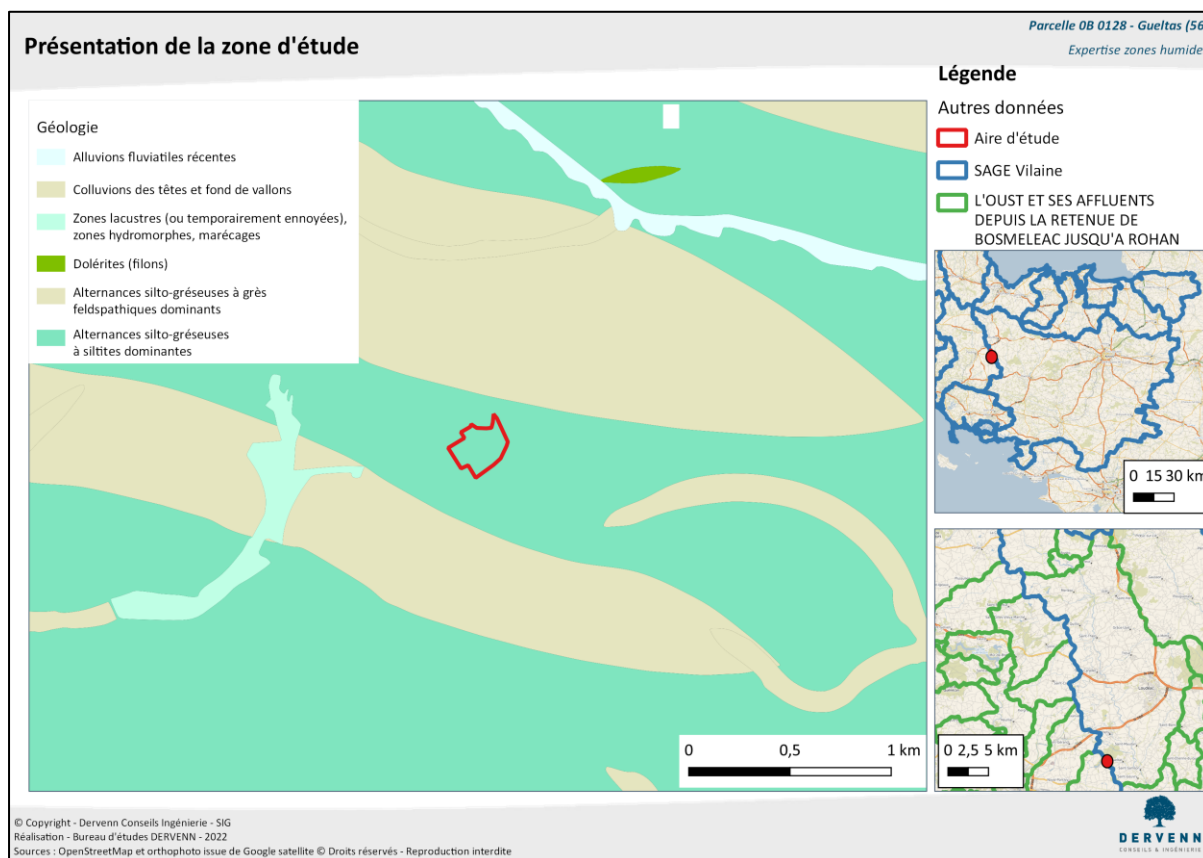 Présentation de la zone d'étude
Parcelle 0B 0128 - Gueltas (56
Expertise zones humide
Géologie
Alluvions fluviatiles récentes
Colluvions des têtes et fond de vallons
Zones lacustres (ou temporairement ennoyées),
zones hydromorphes, marécages
Dolérites (filons)
Alternances silto-gréseuses à grès
feldspathiques dominants
Alternances silto-gréseuses
à siltites dominantes
0 0,5 1 km
Légende
Autres données
Aire d'étude
SAGE Vilaine
L'OUST ET SES AFFLUENTS
DEPUIS LA RETENUE DE
BOSMELEAC JUSQU'A ROHAN
0 15 30 km
0 2,5 5 km
© Copyright - Dervenn Conseils Ingénierie - SIG
Réalisation - Bureau d'études DERVENN - 2022
Sources : OpenStreetMap et orthophoto issue de Google satellite © Droits réservés - Reproduction interdite
DERVENN
CONSEILS & INGÉNIERIE